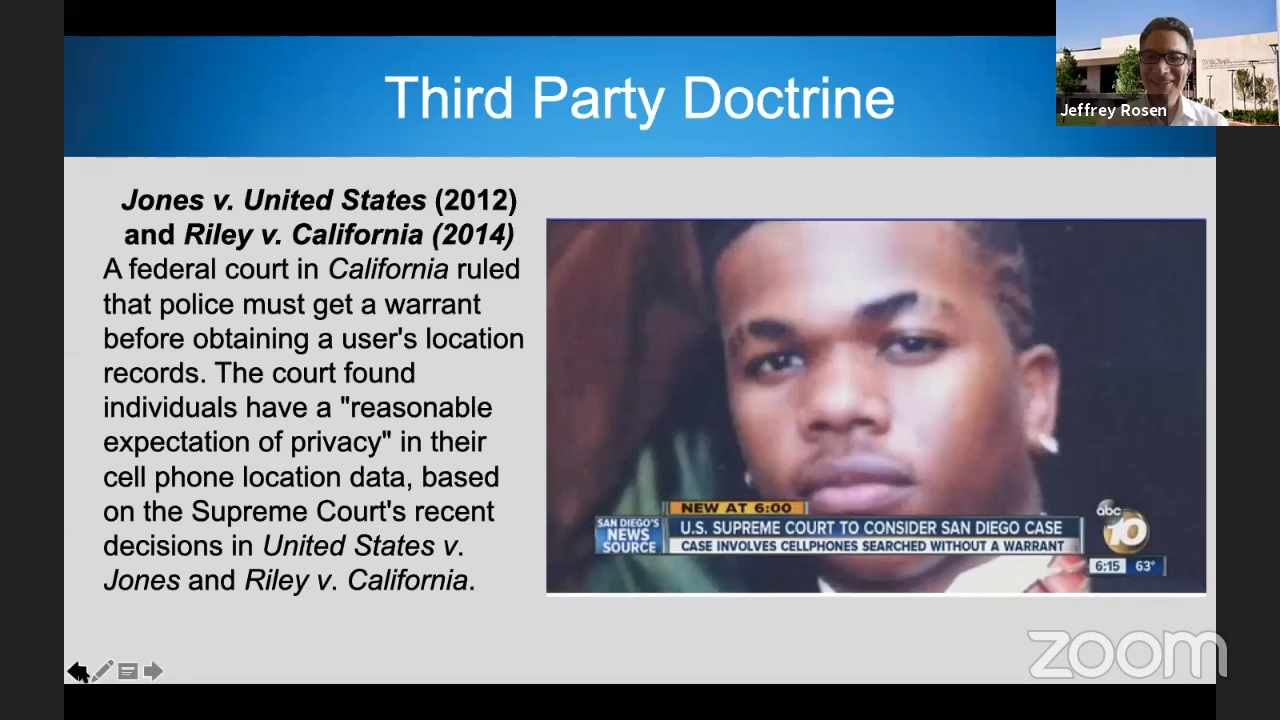 Third Party Doctrine
Jeffrey Rosen
Jones v. United States (2012)
and Riley v. California (2014)
A federal court in California ruled
that police must get a warrant
before obtaining a user's location
records. The court found
individuals have a "reasonable
expectation of privacy" in their
cell phone location data, based
on the Supreme Court's recent
decisions in United States v.
Jones and Riley v. California.
NEW AT 6:00
SAN DIEGO'S
NEWS
SOURCE
U.S. SUPREME COURT TO CONSIDER SAN DIEGO CASE
CASE INVOLVES CELLPHONES SEARCHED WITHOUT A WARRANT
abc
10
6:15 63°
zoom